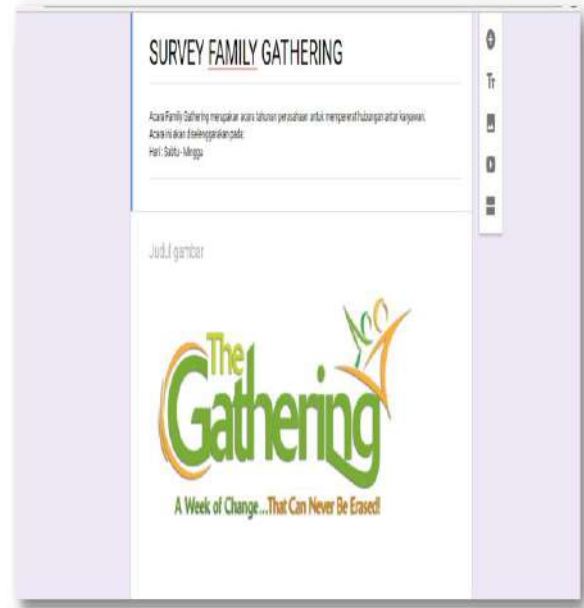 SURVEY FAMILY GATHERING
Acara Family Gathering merupakan acara tahunan perusahaan untuk mempererat hubungan antar karyawan.
Acara ini akan diselenggarakan pada:
Hari : Sabtu - Minggu
Tr
Judul gambar
The
Gathering
A Week of Change...That Can Never Be Erased!